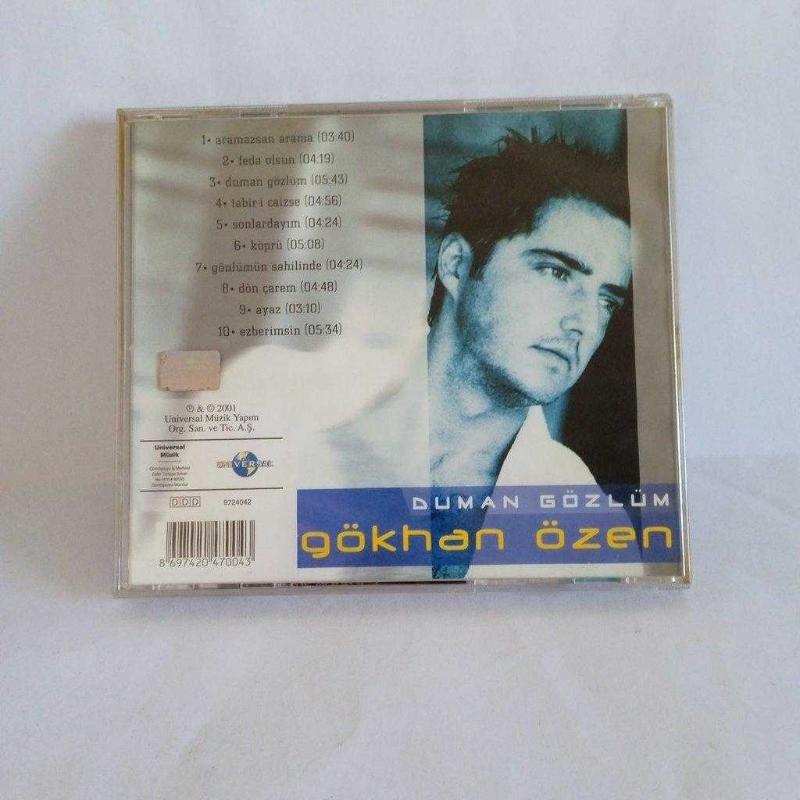 1• aramazsan arama (03:40)
2• feda olsun (04:19)
3• duman gözlüm (05:43)
4• tabir-i caizse (04:56)
5• sonlardayım (04:24)
6• köprü (05:08)
7• gönlümün sahilinde (04:24)
8• dön çarem (04:48)
9• ayaz (03:10)
10• ezberimsin (05:34)
℗ & © 2001
Universal Müzik Yapım
Org. San. ve Tic. A.Ş.
Universal
Müzik
UNIVERSAL
DDD
8724042
8 697420 470043
DUMAN GÖZLÜM
gökhan özen